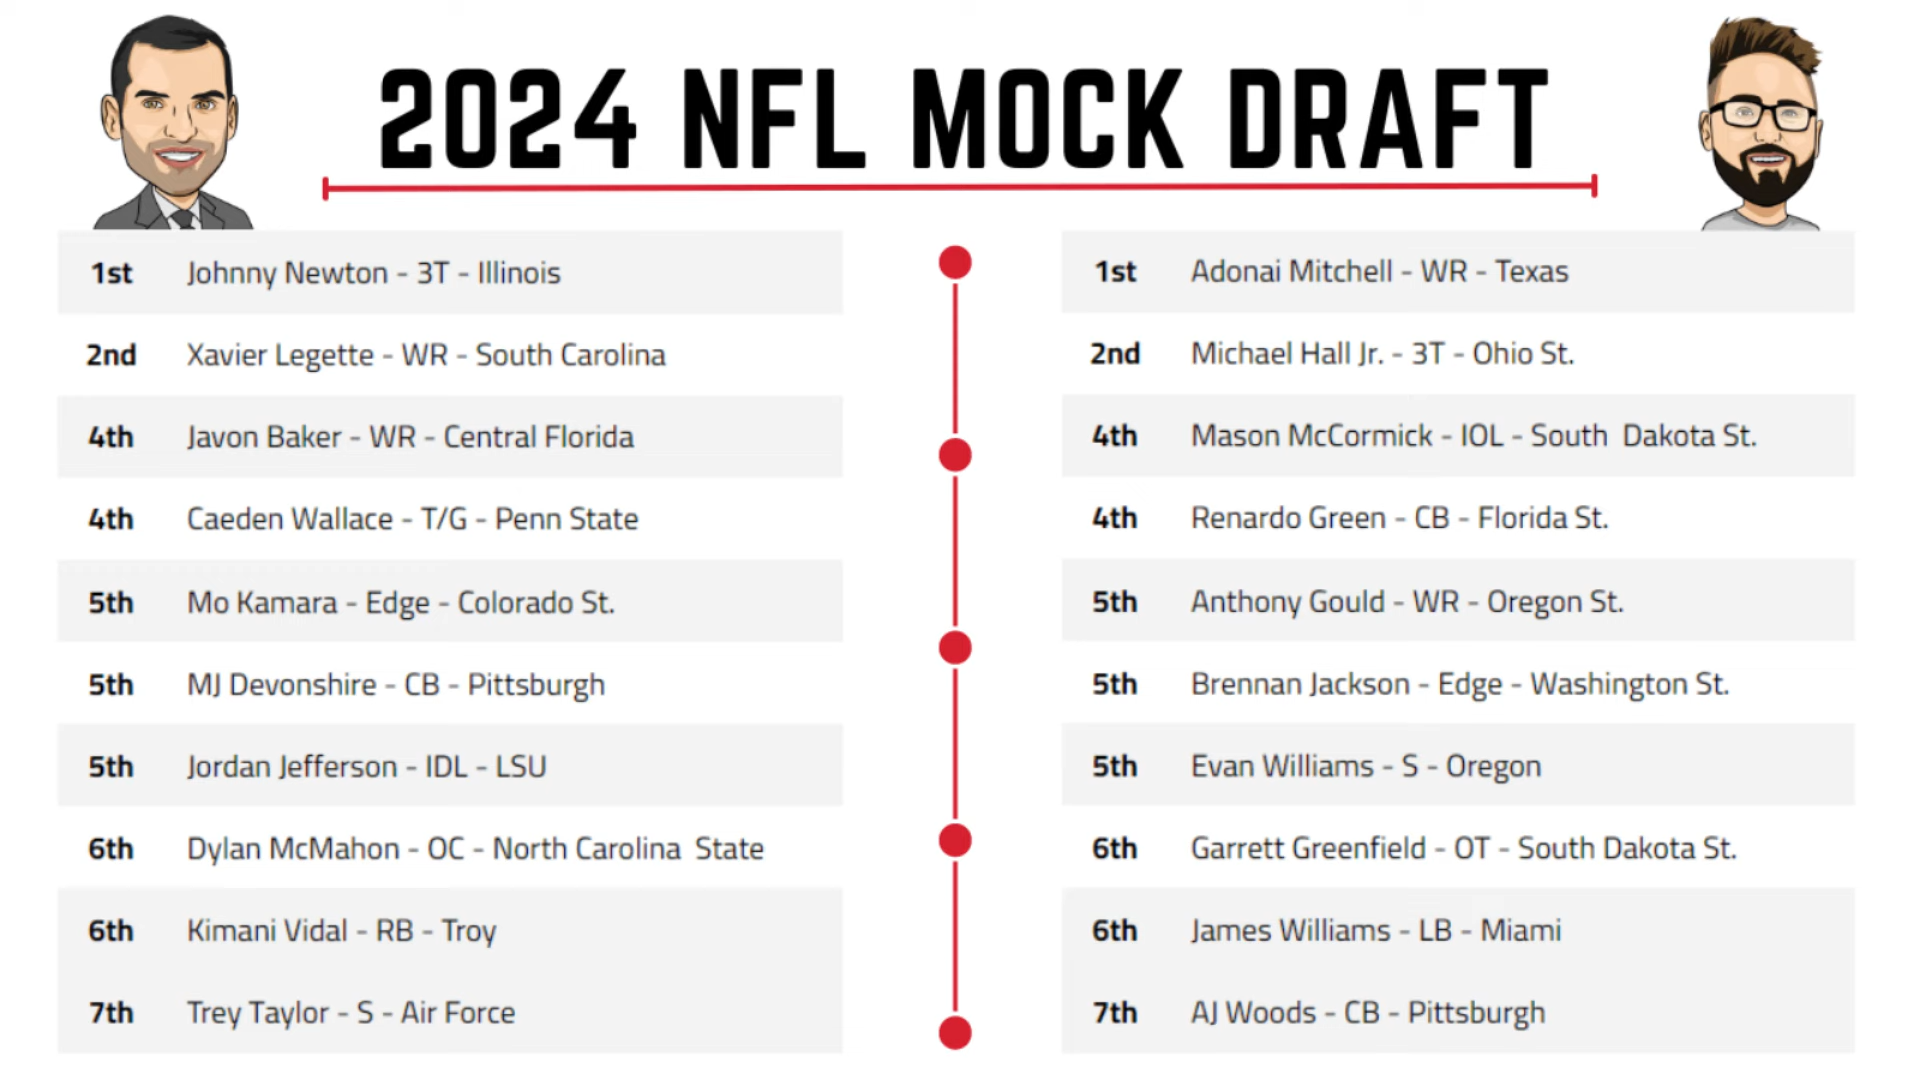 2024 NFL MOCK DRAFT
1st Johnny Newton - 3T - Illinois
2nd Xavier Legette - WR - South Carolina
4th Javon Baker - WR - Central Florida
4th Caeden Wallace - T/G - Penn State
5th Mo Kamara - Edge - Colorado St.
5th MJ Devonshire - CB - Pittsburgh
5th Jordan Jefferson - IDL - LSU
6th Dylan McMahon - OC - North Carolina State
6th Kimani Vidal - RB - Troy
7th Trey Taylor - S - Air Force
1st Adonai Mitchell - WR - Texas
2nd Michael Hall Jr. - 3T - Ohio St.
4th Mason McCormick - IOL - South Dakota St.
4th Renardo Green - CB - Florida St.
5th Anthony Gould - WR - Oregon St.
5th Brennan Jackson - Edge - Washington St.
5th Evan Williams - S - Oregon
6th Garrett Greenfield - OT - South Dakota St.
6th James Williams - LB - Miami
7th AJ Woods - CB - Pittsburgh